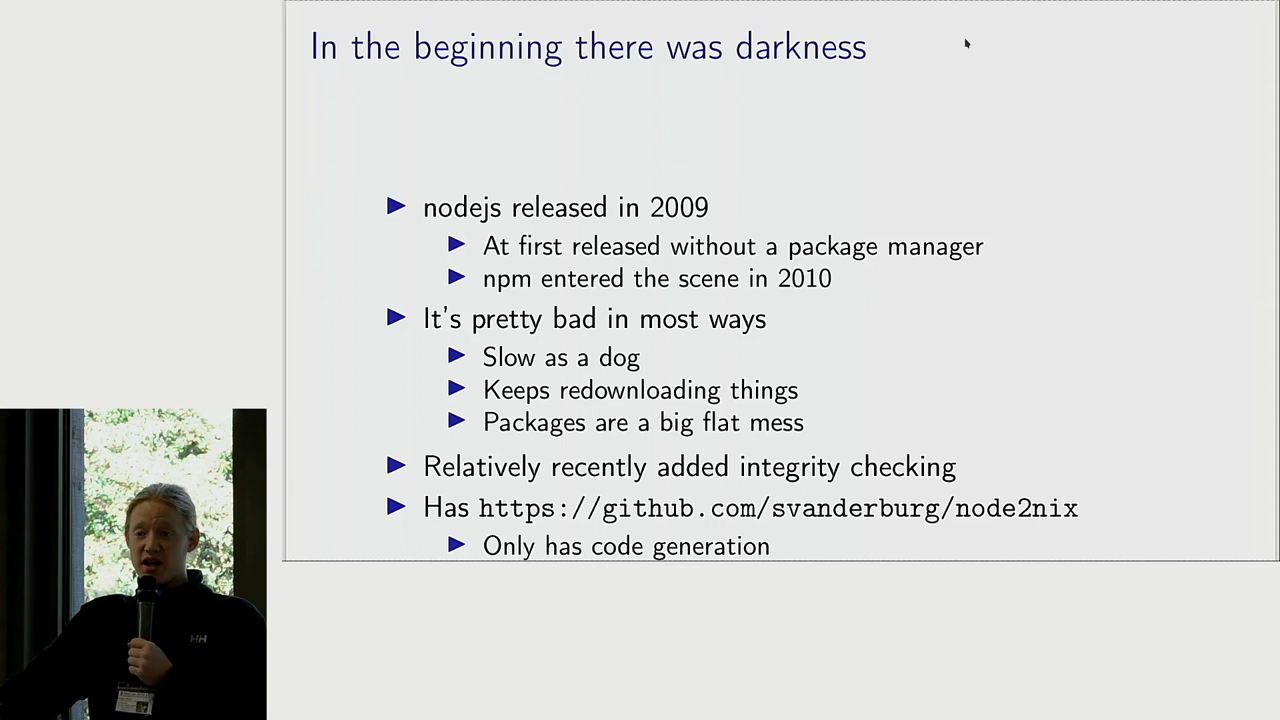 In the beginning there was darkness
nodejs released in 2009
At first released without a package manager
npm entered the scene in 2010
It's pretty bad in most ways
Slow as a dog
Keeps redownloading things
Packages are a big flat mess
Relatively recently added integrity checking
Has https://github.com/svanderburg/node2nix
Only has code generation
HH